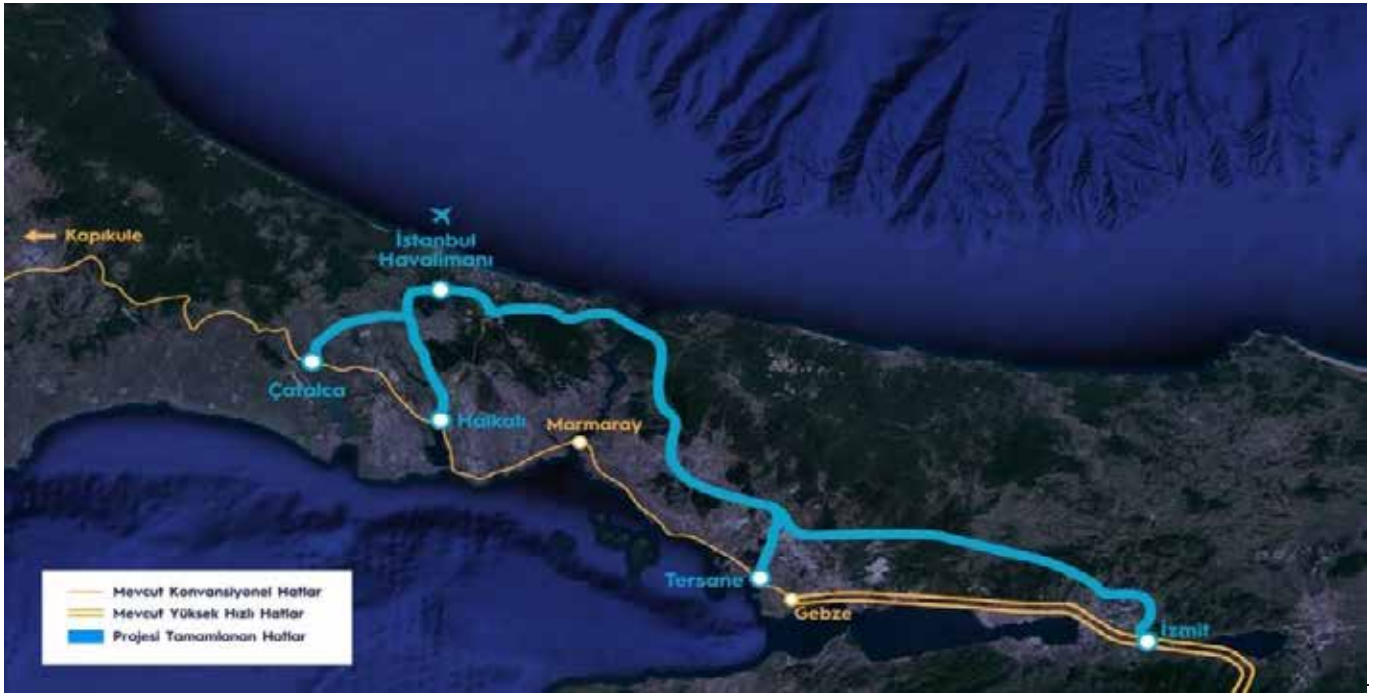 Kapıkule
İstanbul
Havalimanı
Çatalca
Halkalı
Marmaray
Tersane
Gebze
İzmit
Mevcut Konvansiyonel Hatlar
Mevcut Yüksek Hızlı Hatlar
Projesi Tamamlanan Hatlar